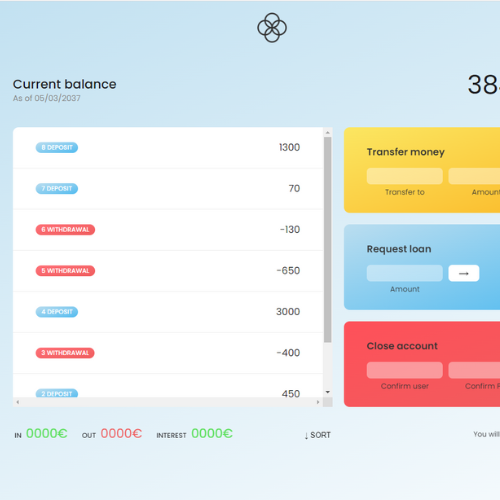 Current balance
As of 05/03/2037
384
8 DEPOSIT 1300
7 DEPOSIT 70
6 WITHDRAWAL -130
5 WITHDRAWAL -650
4 DEPOSIT 3000
3 WITHDRAWAL -400
2 DEPOSIT 450
Transfer money
Transfer to Amount
Request loan
Amount
Close account
Confirm user Confirm P
IN 0000€ OUT 0000€ INTEREST 0000€ ↓ SORT
You will